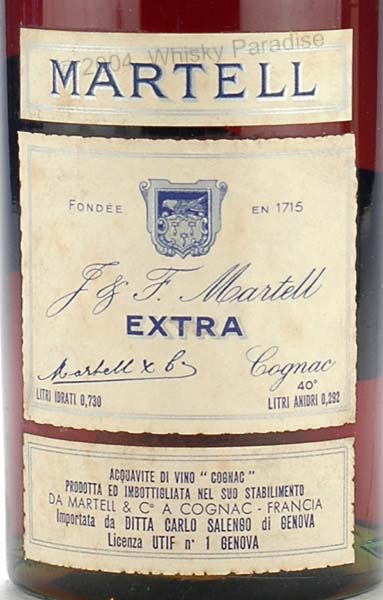 © 2004, Whisky Paradise
MARTELL
FONDÉE EN 1715
J & F. Martell
EXTRA
Martell & Co Cognac
40°
LITRI IDRATI 0,730 LITRI ANIDRI 0,292
ACQUAVITE DI VINO " COGNAC "
PRODOTTA ED IMBOTTIGLIATA NEL SUO STABILIMENTO
DA MARTELL & Cº A COGNAC - FRANCIA
Importata da DITTA CARLO SALENGO di GENOVA
Licenza UTIF n° 1 GENOVA